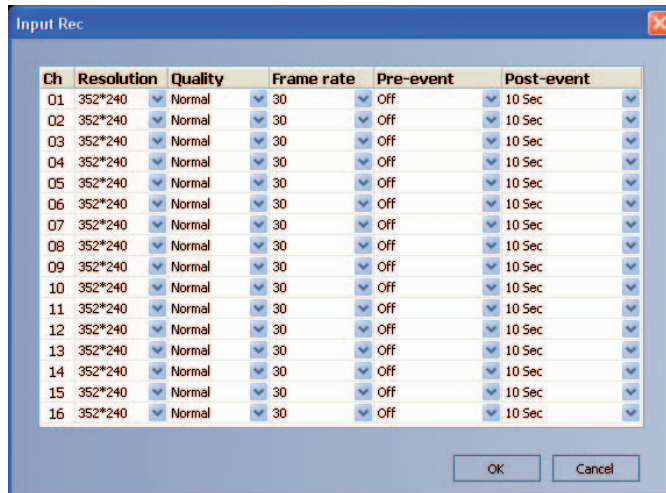 Input Rec
Ch Resolution Quality Frame rate Pre-event Post-event
01 352*240 Normal 30 Off 10 Sec
02 352*240 Normal 30 Off 10 Sec
03 352*240 Normal 30 Off 10 Sec
04 352*240 Normal 30 Off 10 Sec
05 352*240 Normal 30 Off 10 Sec
06 352*240 Normal 30 Off 10 Sec
07 352*240 Normal 30 Off 10 Sec
08 352*240 Normal 30 Off 10 Sec
09 352*240 Normal 30 Off 10 Sec
10 352*240 Normal 30 Off 10 Sec
11 352*240 Normal 30 Off 10 Sec
12 352*240 Normal 30 Off 10 Sec
13 352*240 Normal 30 Off 10 Sec
14 352*240 Normal 30 Off 10 Sec
15 352*240 Normal 30 Off 10 Sec
16 352*240 Normal 30 Off 10 Sec
OK Cancel